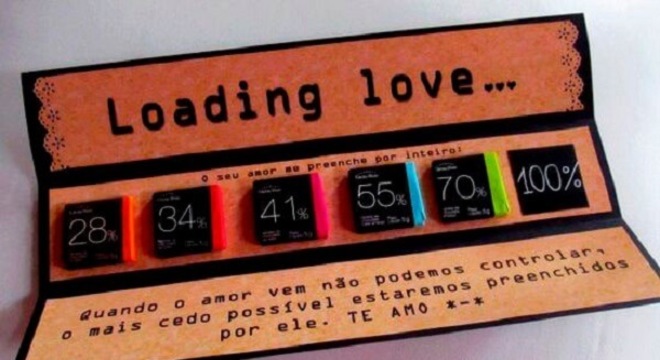 Loading love...♥♥♥
O seu amor me preenche por inteiro:
28%
34%
41%
55%
70%
100%
Quando o amor vem não podemos controlar,
o mais cedo possível estaremos preenchidos
por ele. TE AMO *-*